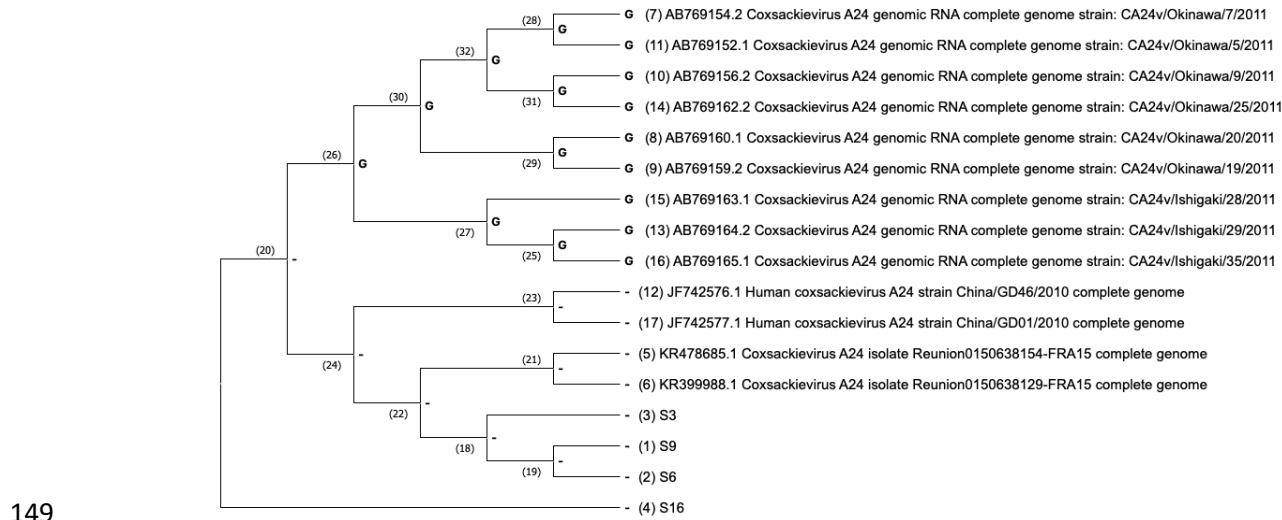 (28)
G (7) AB769154.2 Coxsackievirus A24 genomic RNA complete genome strain: CA24v/Okinawa/7/2011
G (11) AB769152.1 Coxsackievirus A24 genomic RNA complete genome strain: CA24v/Okinawa/5/2011
(32)
G
G
(31)
G (10) AB769156.2 Coxsackievirus A24 genomic RNA complete genome strain: CA24v/Okinawa/9/2011
G (14) AB769162.2 Coxsackievirus A24 genomic RNA complete genome strain: CA24v/Okinawa/25/2011
G
(30)
G
(29)
G (8) AB769160.1 Coxsackievirus A24 genomic RNA complete genome strain: CA24v/Okinawa/20/2011
G (9) AB769159.2 Coxsackievirus A24 genomic RNA complete genome strain: CA24v/Okinawa/19/2011
G
(26)
G
(27)
G (15) AB769163.1 Coxsackievirus A24 genomic RNA complete genome strain: CA24v/Ishigaki/28/2011
G
(25)
G (13) AB769164.2 Coxsackievirus A24 genomic RNA complete genome strain: CA24v/Ishigaki/29/2011
G (16) AB769165.1 Coxsackievirus A24 genomic RNA complete genome strain: CA24v/Ishigaki/35/2011
G
(20)
-
(23)
- (12) JF742576.1 Human coxsackievirus A24 strain China/GD46/2010 complete genome
- (17) JF742577.1 Human coxsackievirus A24 strain China/GD01/2010 complete genome
-
(24)
-
(21)
- (5) KR478685.1 Coxsackievirus A24 isolate Reunion0150638154-FRA15 complete genome
- (6) KR399988.1 Coxsackievirus A24 isolate Reunion0150638129-FRA15 complete genome
-
(22)
-
- (3) S3
(18)
-
- (1) S9
(19)
-
- (2) S6
- (4) S16
149